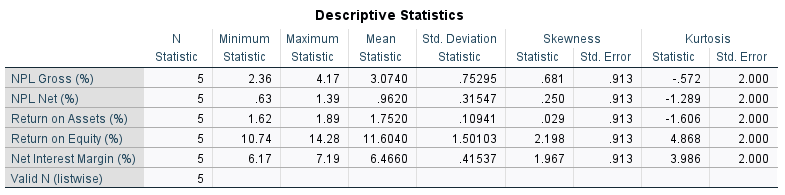 Descriptive Statistics
N Minimum Maximum Mean Std. Deviation Skewness Kurtosis
Statistic Statistic Statistic Statistic Statistic Statistic Std. Error Statistic Std. Error
NPL Gross (%) 5 2.36 4.17 3.0740 .75295 .681 .913 -.572 2.000
NPL Net (%) 5 .63 1.39 .9620 .31547 .250 .913 -1.289 2.000
Return on Assets (%) 5 1.62 1.89 1.7520 .10941 .029 .913 -1.606 2.000
Return on Equity (%) 5 10.74 14.28 11.6040 1.50103 2.198 .913 4.868 2.000
Net Interest Margin (%) 5 6.17 7.19 6.4660 .41537 1.967 .913 3.986 2.000
Valid N (listwise) 5